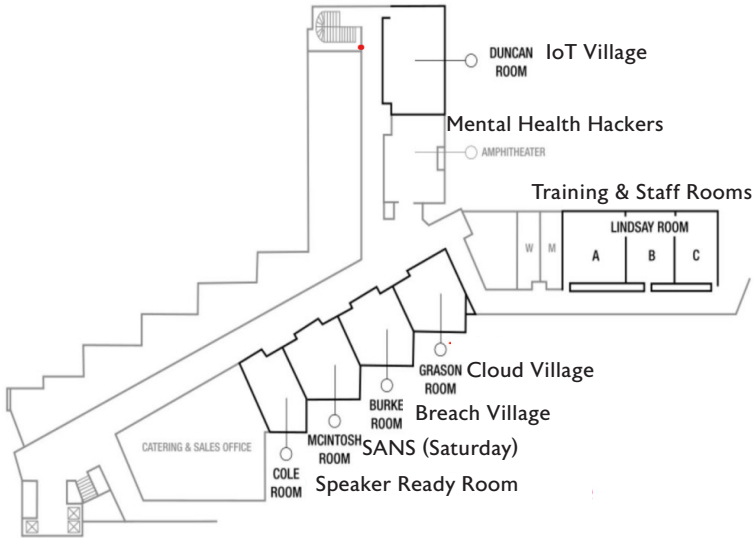 DUNCAN
ROOM
IoT Village
Mental Health Hackers
AMPHITHEATER
Training & Staff Rooms
LINDSAY ROOM
W
M
A
B
C
GRASON
ROOM
Cloud Village
BURKE
ROOM
Breach Village
MCINTOSH
ROOM
SANS (Saturday)
CATERING & SALES OFFICE
COLE
ROOM
Speaker Ready Room